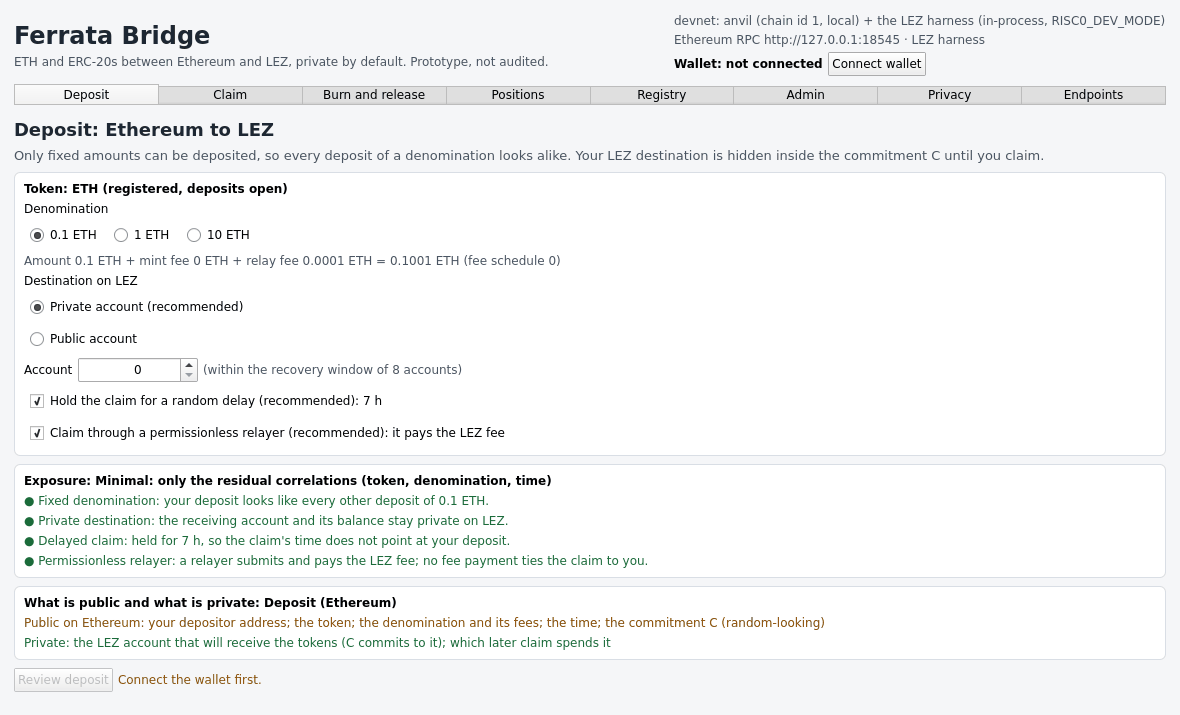 Ferrata Bridge
ETH and ERC-20s between Ethereum and LEZ, private by default. Prototype, not audited.
devnet: anvil (chain id 1, local) + the LEZ harness (in-process, RISC0_DEV_MODE)
Ethereum RPC http://127.0.0.1:18545 · LEZ harness
Wallet: not connected Connect wallet
Deposit Claim Burn and release Positions Registry Admin Privacy Endpoints
Deposit: Ethereum to LEZ
Only fixed amounts can be deposited, so every deposit of a denomination looks alike. Your LEZ destination is hidden inside the commitment C until you claim.
Token: ETH (registered, deposits open)
Denomination
0.1 ETH 1 ETH 10 ETH
Amount 0.1 ETH + mint fee 0 ETH + relay fee 0.0001 ETH = 0.1001 ETH (fee schedule 0)
Destination on LEZ
Private account (recommended)
Public account
Account 0 (within the recovery window of 8 accounts)
Hold the claim for a random delay (recommended): 7 h
Claim through a permissionless relayer (recommended): it pays the LEZ fee
Exposure: Minimal: only the residual correlations (token, denomination, time)
● Fixed denomination: your deposit looks like every other deposit of 0.1 ETH.
● Private destination: the receiving account and its balance stay private on LEZ.
● Delayed claim: held for 7 h, so the claim's time does not point at your deposit.
● Permissionless relayer: a relayer submits and pays the LEZ fee; no fee payment ties the claim to you.
What is public and what is private: Deposit (Ethereum)
Public on Ethereum: your depositor address; the token; the denomination and its fees; the time; the commitment C (random-looking)
Private: the LEZ account that will receive the tokens (C commits to it); which later claim spends it
Review deposit Connect the wallet first.